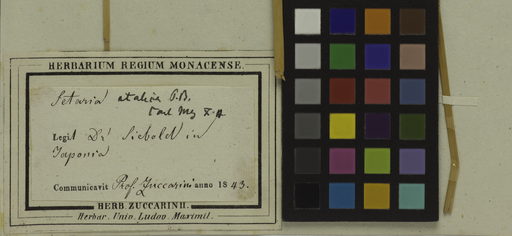 HERBARIUM REGIUM MONACENSE.
Setaria italica P.B.
Legit Dr Siebold in
Japonia
Communicavit Prof. Zuccarini anno 1843.
HERB. ZUCCARINII.
Herbar. Univ. Ludov. Maximil.